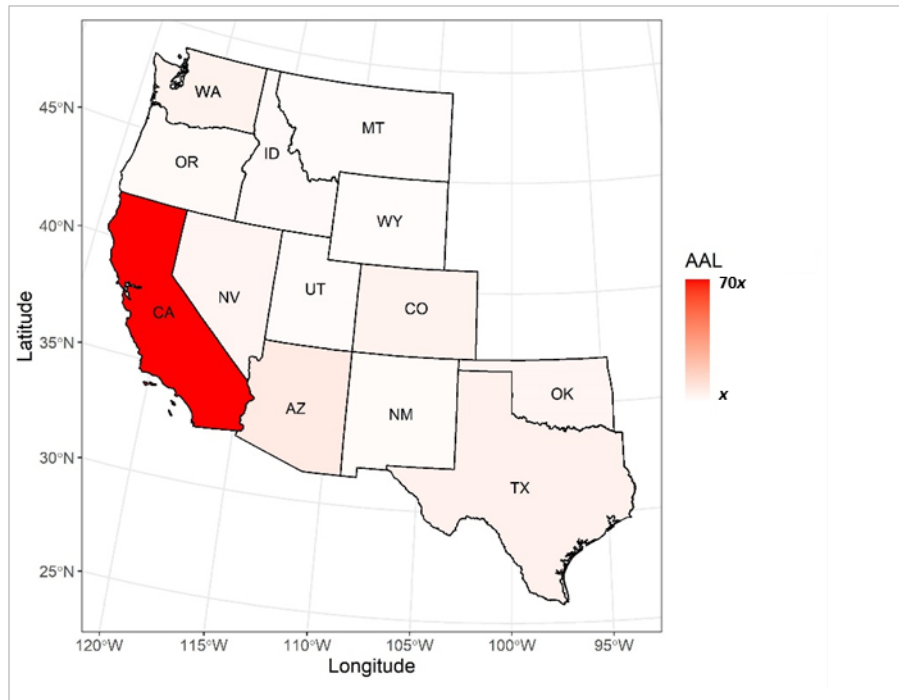 45°N
40°N
35°N
30°N
25°N
Latitude
WA
MT
OR
ID
WY
NV
UT
CO
CA
AZ
NM
OK
TX
120°W 115°W 110°W 105°W 100°W 95°W
Longitude
AAL
70x
x